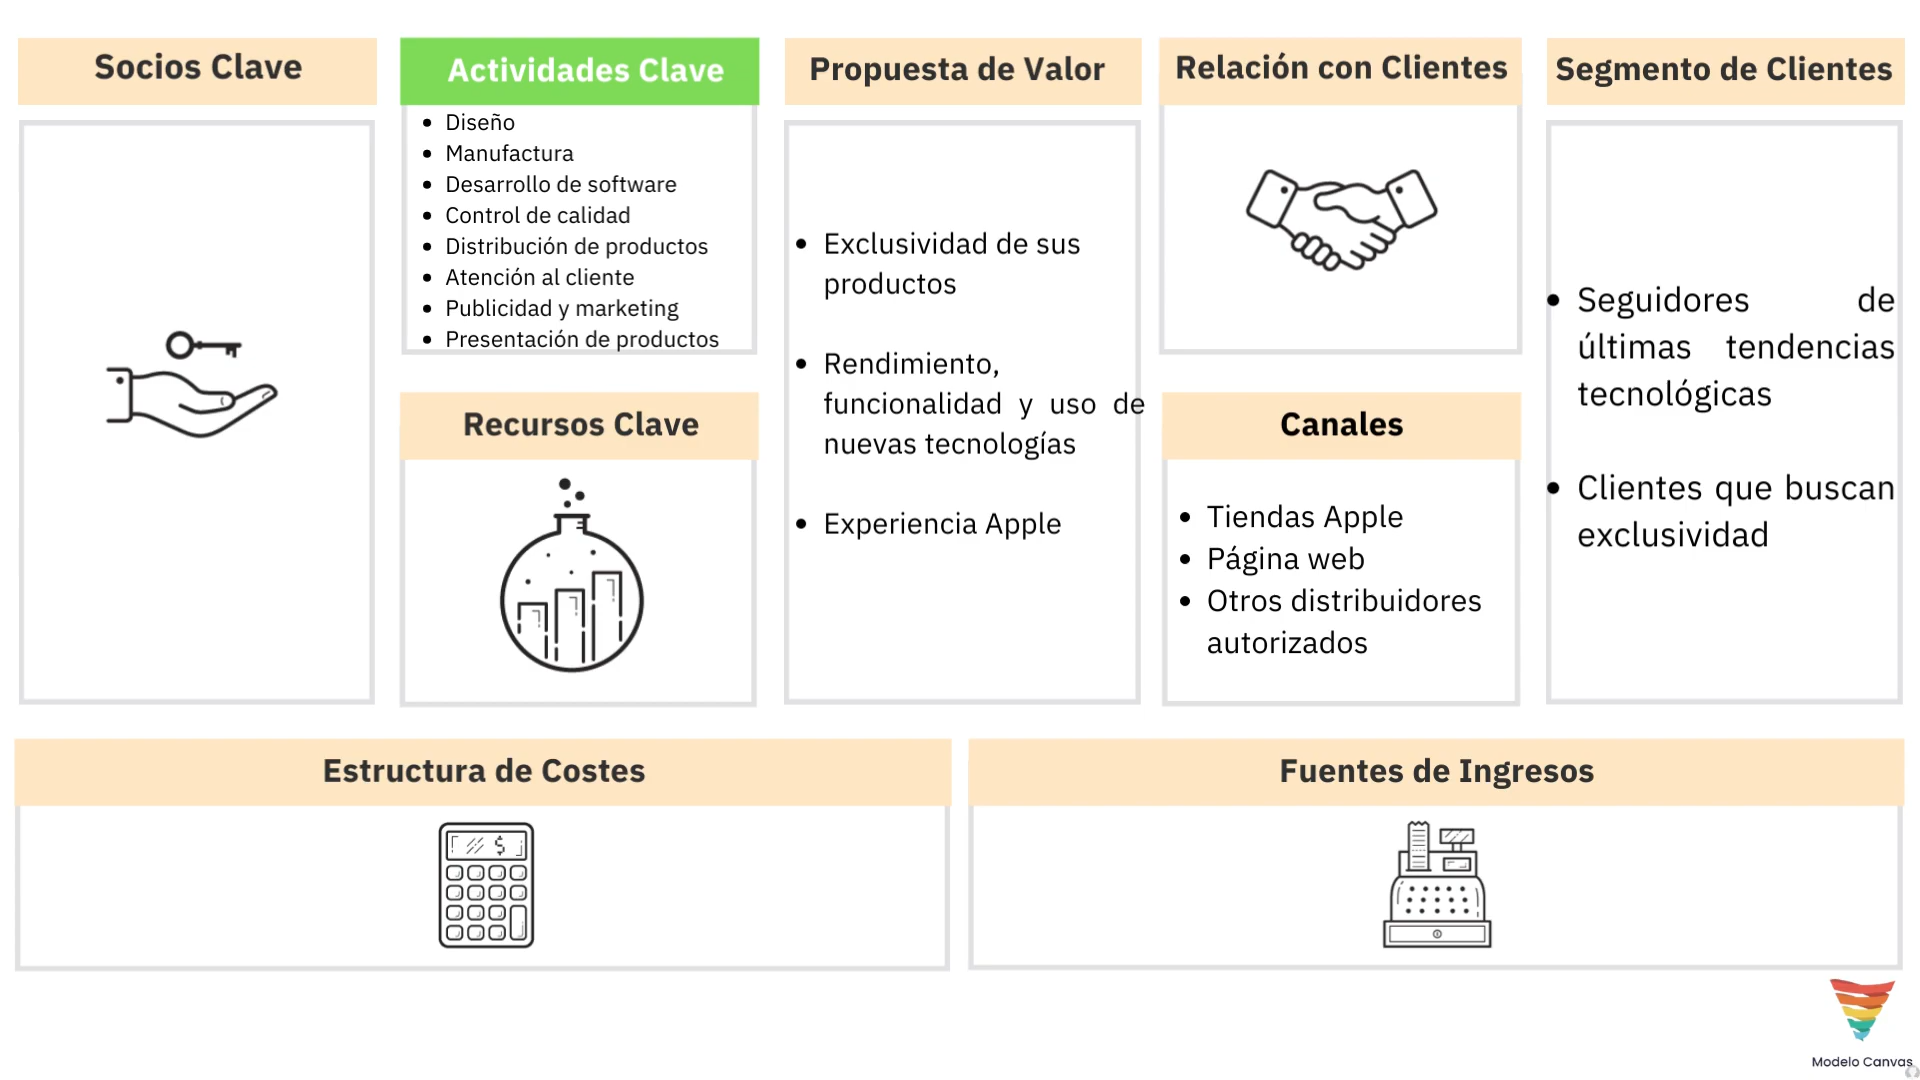 Socios Clave
Actividades Clave
Diseño
Manufactura
Desarrollo de software
Control de calidad
Distribución de productos
Atención al cliente
Publicidad y marketing
Presentación de productos
Recursos Clave
Propuesta de Valor
Exclusividad de sus
productos
Rendimiento,
funcionalidad y uso de
nuevas tecnologías
Experiencia Apple
Relación con Clientes
Canales
Tiendas Apple
Página web
Otros distribuidores
autorizados
Segmento de Clientes
Seguidores de
últimas tendencias
tecnológicas
Clientes que buscan
exclusividad
Estructura de Costes
$
Fuentes de Ingresos
Modelo Canvas